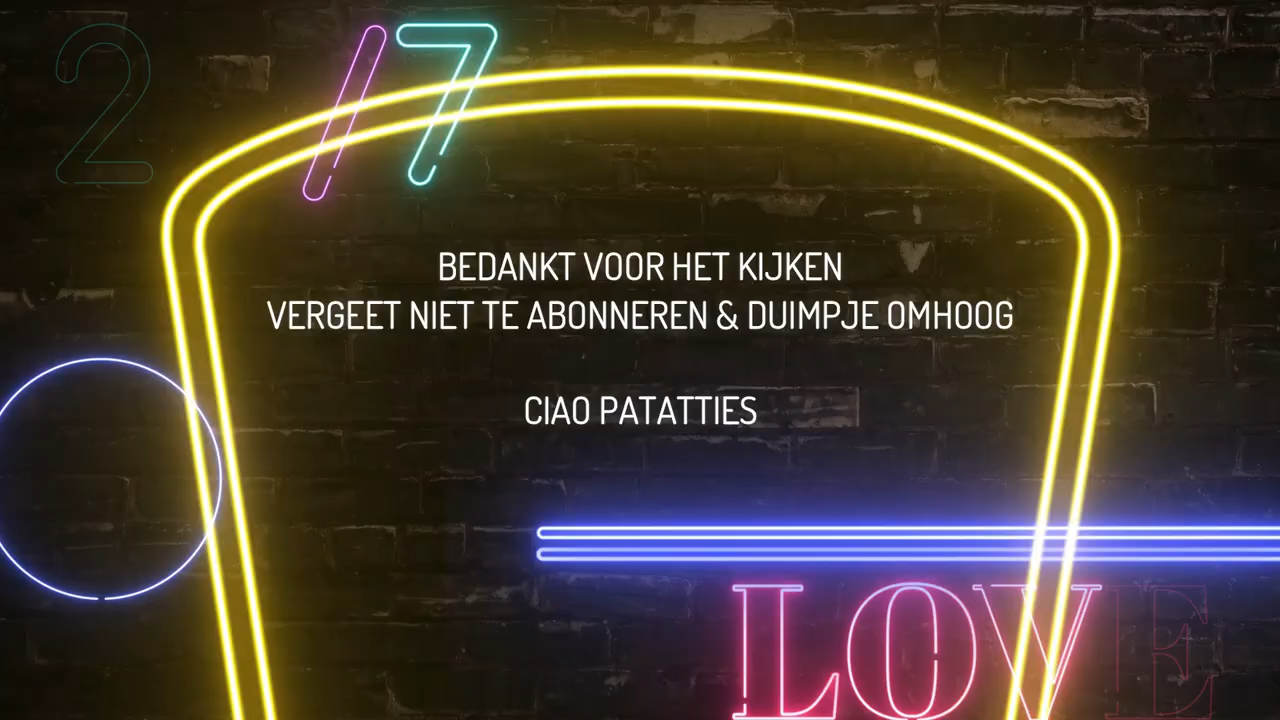 2/7
BEDANKT VOOR HET KIJKEN
VERGEET NIET TE ABONNEREN & DUIMPJE OMHOOG
CIAO PATATTIES
LOVE